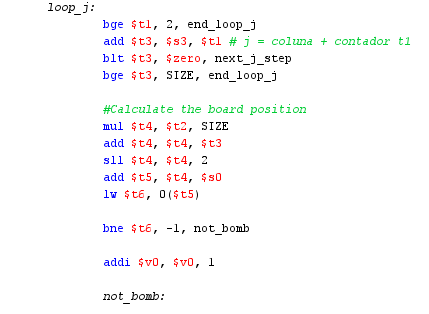 loop_j:
bge $t1, 2, end_loop_j
add $t3, $s3, $t1 # j = coluna + contador t1
blt $t3, $zero, next_j_step
bge $t3, SIZE, end_loop_j
#Calculate the board position
mul $t4, $t2, SIZE
add $t4, $t4, $t3
sll $t4, $t4, 2
add $t5, $t4, $s0
lw $t6, 0($t5)
bne $t6, -1, not_bomb
addi $v0, $v0, 1
not_bomb: